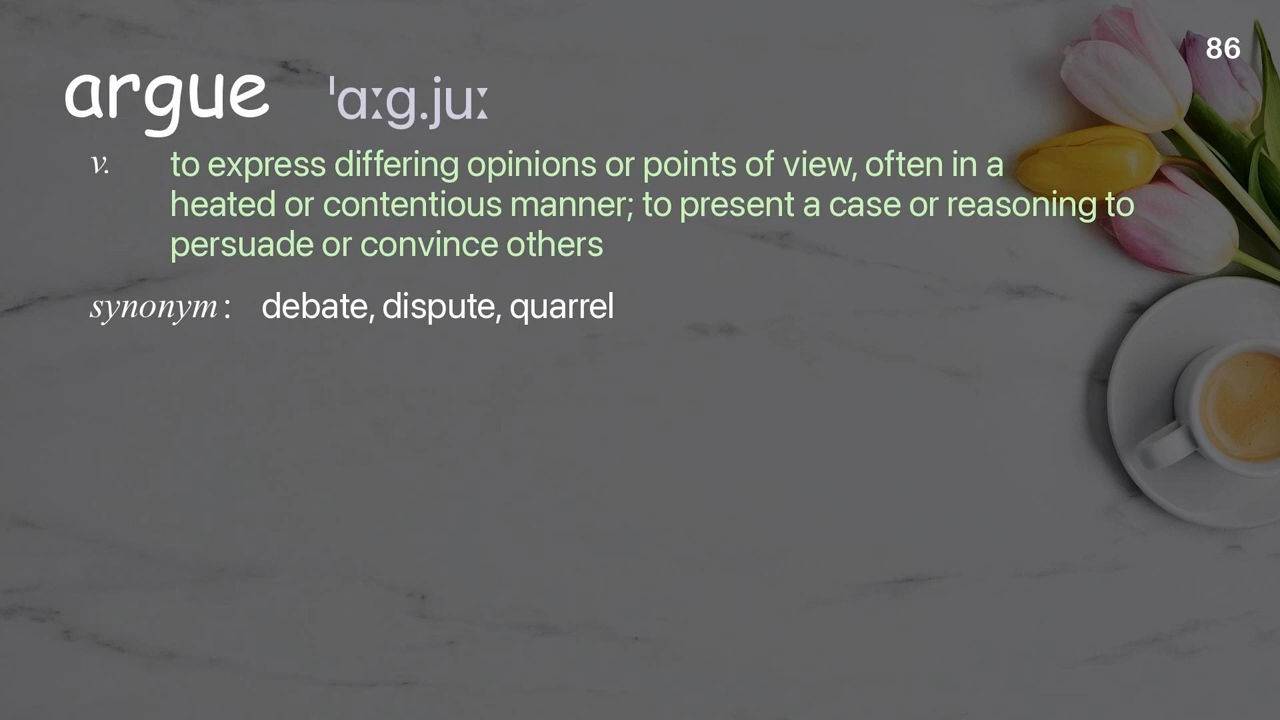 86
argue ˈɑːg.juː
v. to express differing opinions or points of view, often in a
heated or contentious manner; to present a case or reasoning to
persuade or convince others
synonym: debate, dispute, quarrel